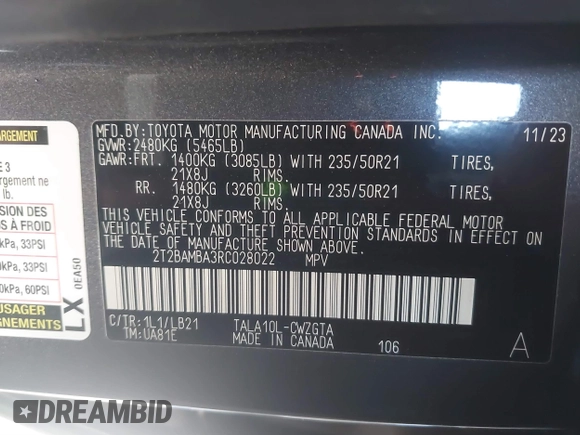 ARGEMENT
E 3
argement ne
lb.
SION DES
S À FROID
kPa, 33PSI
0kPa, 33PSI
0kPa, 60PSI
USAGER
GNEMENTS
LX 0EA50
MFD.BY:TOYOTA MOTOR MANUFACTURING CANADA INC. 11/23
GVWR:2480KG (5465LB)
GAWR:FRT. 1400KG (3085LB) WITH 235/50R21 TIRES,
21X8J RIMS.
RR. 1480KG (3260LB) WITH 235/50R21 TIRES,
21X8J RIMS.
THIS VEHICLE CONFORMS TO ALL APPLICABLE FEDERAL MOTOR
VEHICLE SAFETY AND THEFT PREVENTION STANDARDS IN EFFECT ON
THE DATE OF MANUFACTURE SHOWN ABOVE.
2T2BAMBA3RC028022 MPV
C/TR:1L1/LB21 TALA10L-CWZGTA
TM:UA81E MADE IN CANADA 106 A
DREAMBID